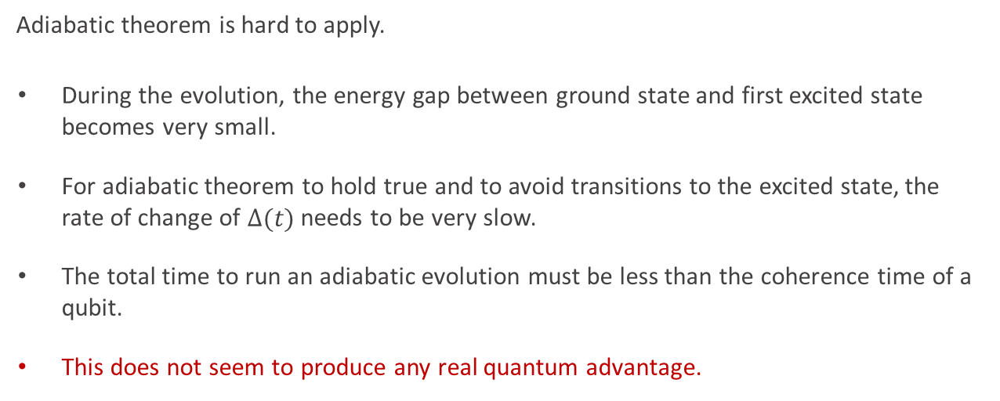 Adiabatic theorem is hard to apply.
• During the evolution, the energy gap between ground state and first excited state
becomes very small.
• For adiabatic theorem to hold true and to avoid transitions to the excited state, the
rate of change of Δ(t) needs to be very slow.
• The total time to run an adiabatic evolution must be less than the coherence time of a
qubit.
• This does not seem to produce any real quantum advantage.